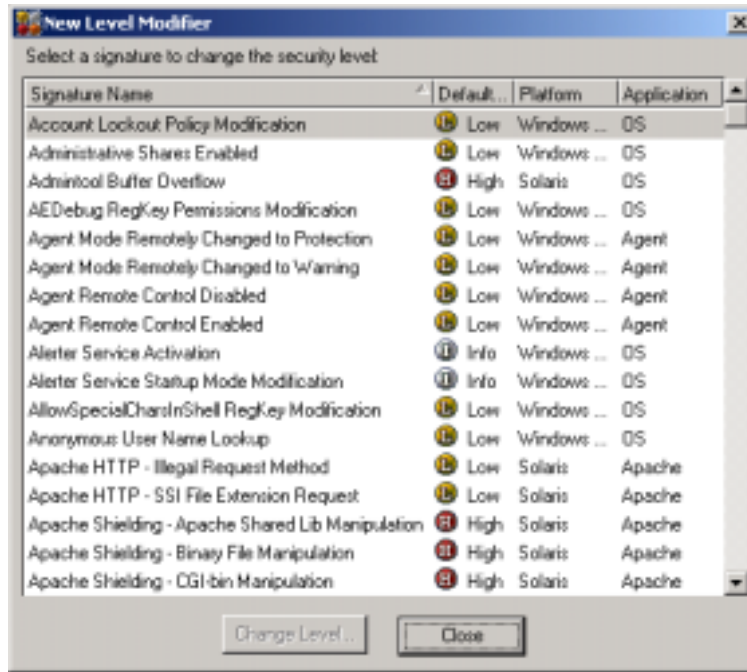 New Level Modifier
Select a signature to change the security level:
Signature Name Default... Platform Application
Account Lockout Policy Modification Low Windows ... OS
Administrative Shares Enabled Low Windows ... OS
Admintool Buffer Overflow High Solaris OS
AEDebug RegKey Permissions Modification Low Windows ... OS
Agent Mode Remotely Changed to Protection Low Windows ... Agent
Agent Mode Remotely Changed to Warning Low Windows ... Agent
Agent Remote Control Disabled Low Windows ... Agent
Agent Remote Control Enabled Low Windows ... Agent
Alerter Service Activation Info Windows ... OS
Alerter Service Startup Mode Modification Info Windows ... OS
AllowSpecialCharsInShell RegKey Modification Low Windows ... OS
Anonymous User Name Lookup Low Windows ... OS
Apache HTTP - Illegal Request Method Low Solaris Apache
Apache HTTP - SSI File Extension Request Low Solaris Apache
Apache Shielding - Apache Shared Lib Manipulation High Solaris Apache
Apache Shielding - Binary File Manipulation High Solaris Apache
Apache Shielding - CGI-bin Manipulation High Solaris Apache
Change Level... Close